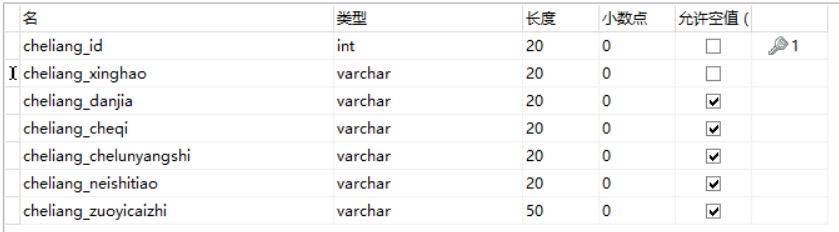 名 类型 长度 小数点 允许空值 (
cheliang_id int 20 0 1
cheliang_xinghao varchar 20 0
cheliang_danjia varchar 20 0
cheliang_cheqi varchar 20 0
cheliang_chelunyangshi varchar 20 0
cheliang_neishitiao varchar 20 0
cheliang_zuoyicaizhi varchar 50 0